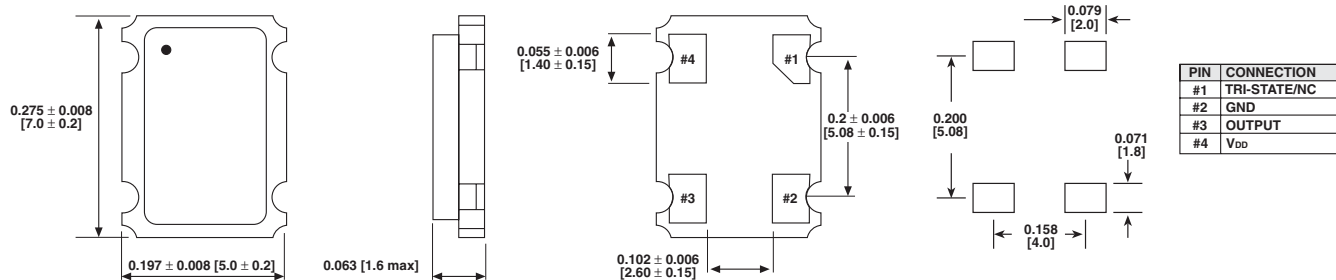 0.275 ± 0.008
[7.0 ± 0.2]
0.197 ± 0.008 [5.0 ± 0.2]
0.063 [1.6 max]
0.055 ± 0.006
[1.40 ± 0.15]
#4
#1
#3
#2
0.2 ± 0.006
[5.08 ± 0.15]
0.102 ± 0.006
[2.60 ± 0.15]
0.079
[2.0]
0.200
[5.08]
0.071
[1.8]
0.158
[4.0]
PIN CONNECTION
#1 TRI-STATE/NC
#2 GND
#3 OUTPUT
#4 VDD